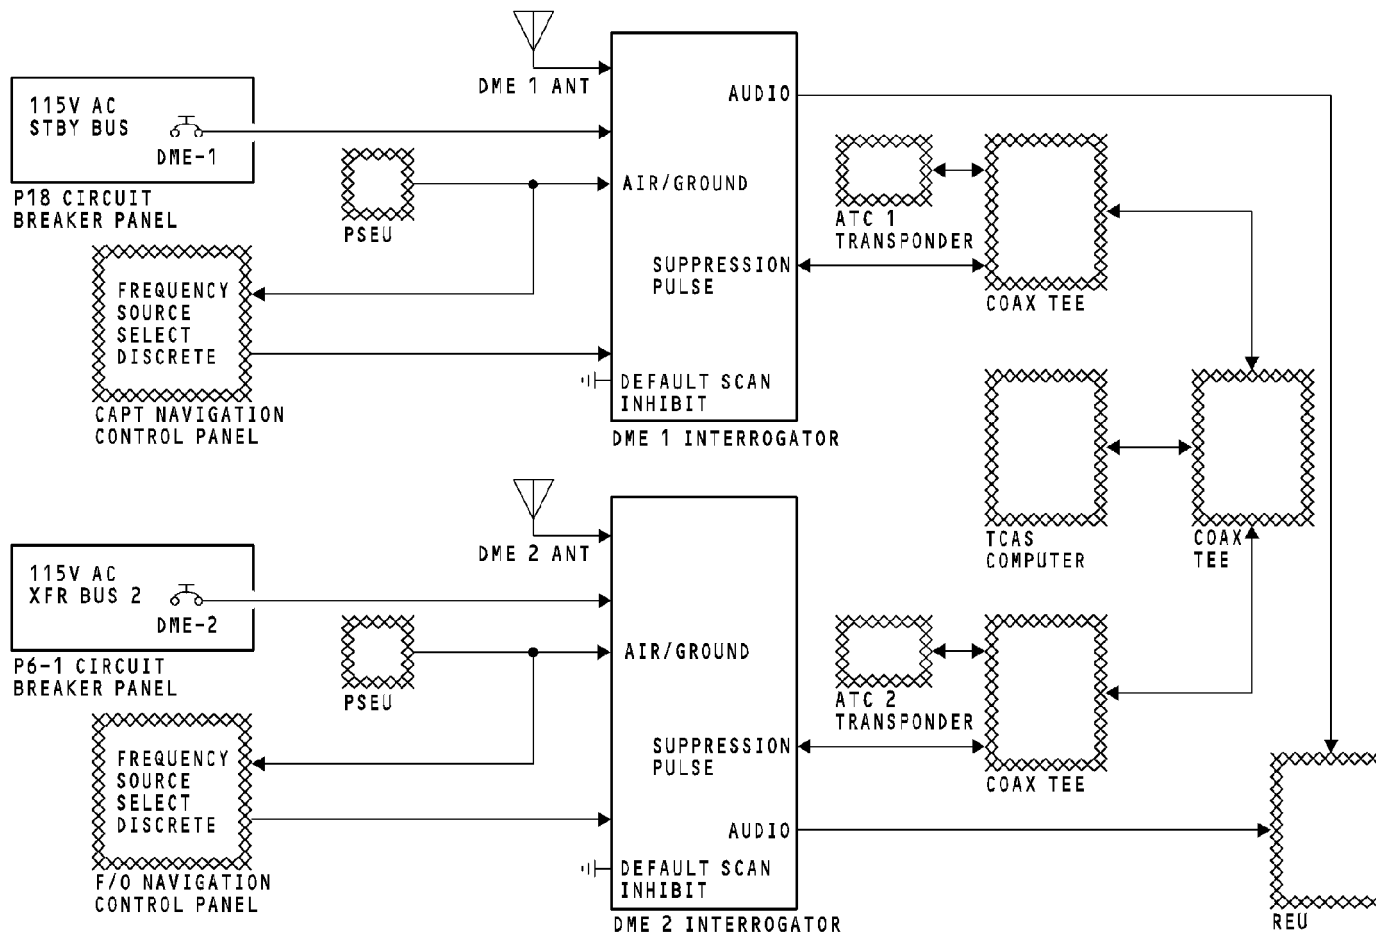 DME 1 ANT
115V AC
STBY BUS
DME-1
P18 CIRCUIT
BREAKER PANEL
PSEU
FREQUENCY
SOURCE
SELECT
DISCRETE
CAPT NAVIGATION
CONTROL PANEL
AUDIO
AIR/GROUND
SUPPRESSION
PULSE
DEFAULT SCAN
INHIBIT
DME 1 INTERROGATOR
ATC 1
TRANSPONDER
COAX TEE
TCAS
COMPUTER
COAX
TEE
DME 2 ANT
115V AC
XFR BUS 2
DME-2
P6-1 CIRCUIT
BREAKER PANEL
PSEU
FREQUENCY
SOURCE
SELECT
DISCRETE
F/O NAVIGATION
CONTROL PANEL
AIR/GROUND
SUPPRESSION
PULSE
AUDIO
DEFAULT SCAN
INHIBIT
DME 2 INTERROGATOR
ATC 2
TRANSPONDER
COAX TEE
REU